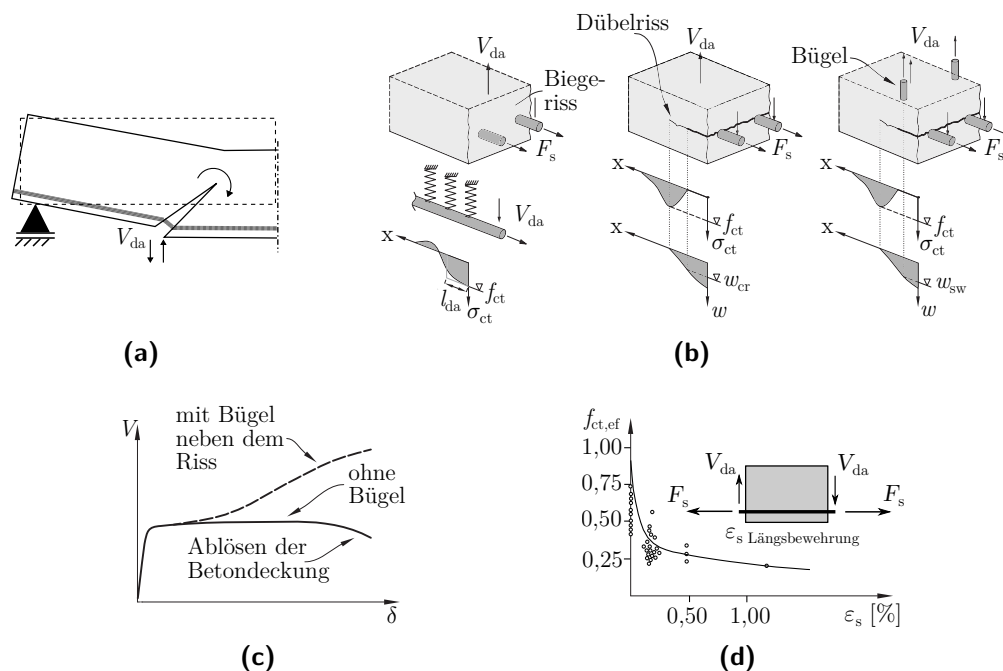 V_da
(a)
V_da
Biege-
riss
F_s
V_da
x
l_da
f_ct
σ_ct
Dübelriss
V_da
F_s
x
f_ct
σ_ct
x
w_cr
w
Bügel
V_da
F_s
x
f_ct
σ_ct
x
w_sw
w
(b)
V
mit Bügel
neben dem
Riss
ohne
Bügel
Ablösen der
Betondeckung
δ
(c)
f_ct,ef
1,00
0,75
0,50
0,25
0,50
1,00
ε_s [%]
V_da
V_da
F_s
F_s
ε_s Längsbewehrung
(d)